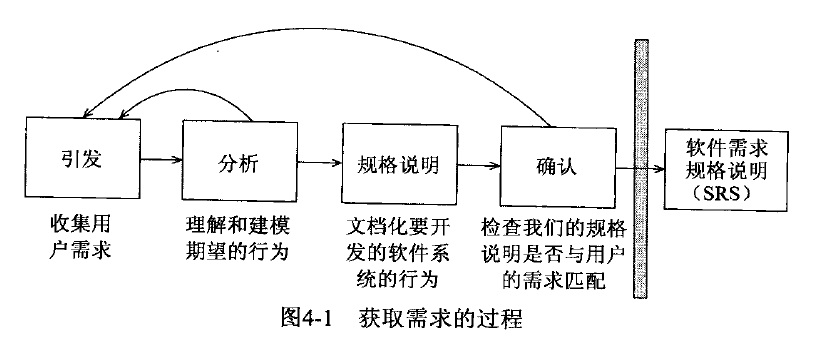 引发
分析
规格说明
确认
软件需求
规格说明
（SRS）
收集用
户需求
理解和建模
期望的行为
文档化要开
发的软件系
统的行为
检查我们的规格
说明是否与用户
的需求匹配
图4-1 获取需求的过程